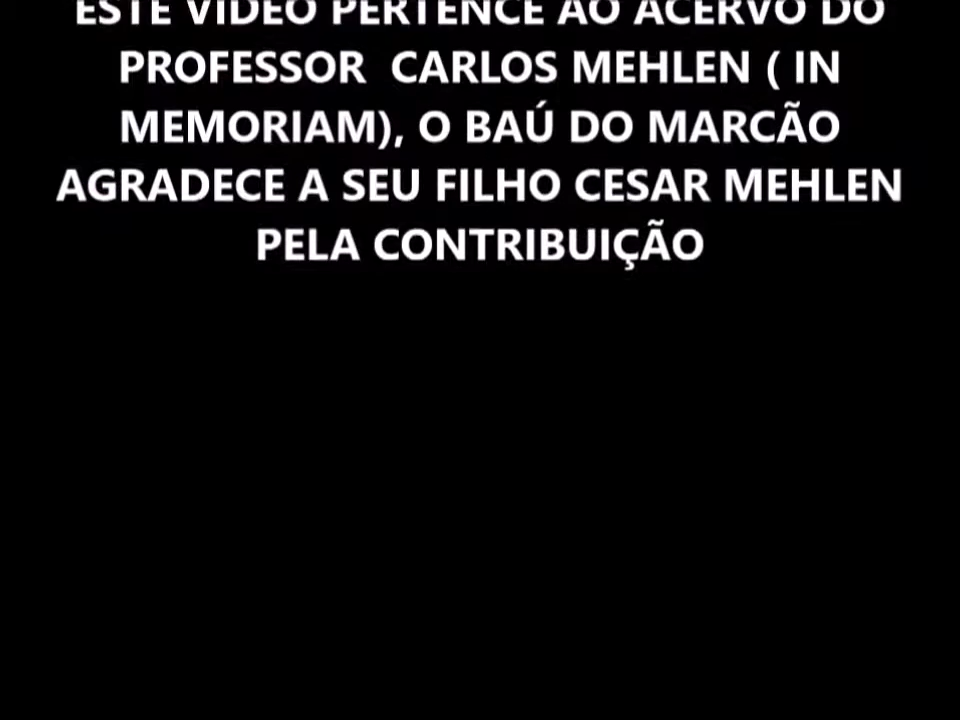 ESTE VÍDEO PERTENCE AO ACERVO DO
PROFESSOR CARLOS MEHLEN ( IN
MEMORIAM), O BAÚ DO MARCÃO
AGRADECE A SEU FILHO CESAR MEHLEN
PELA CONTRIBUIÇÃO